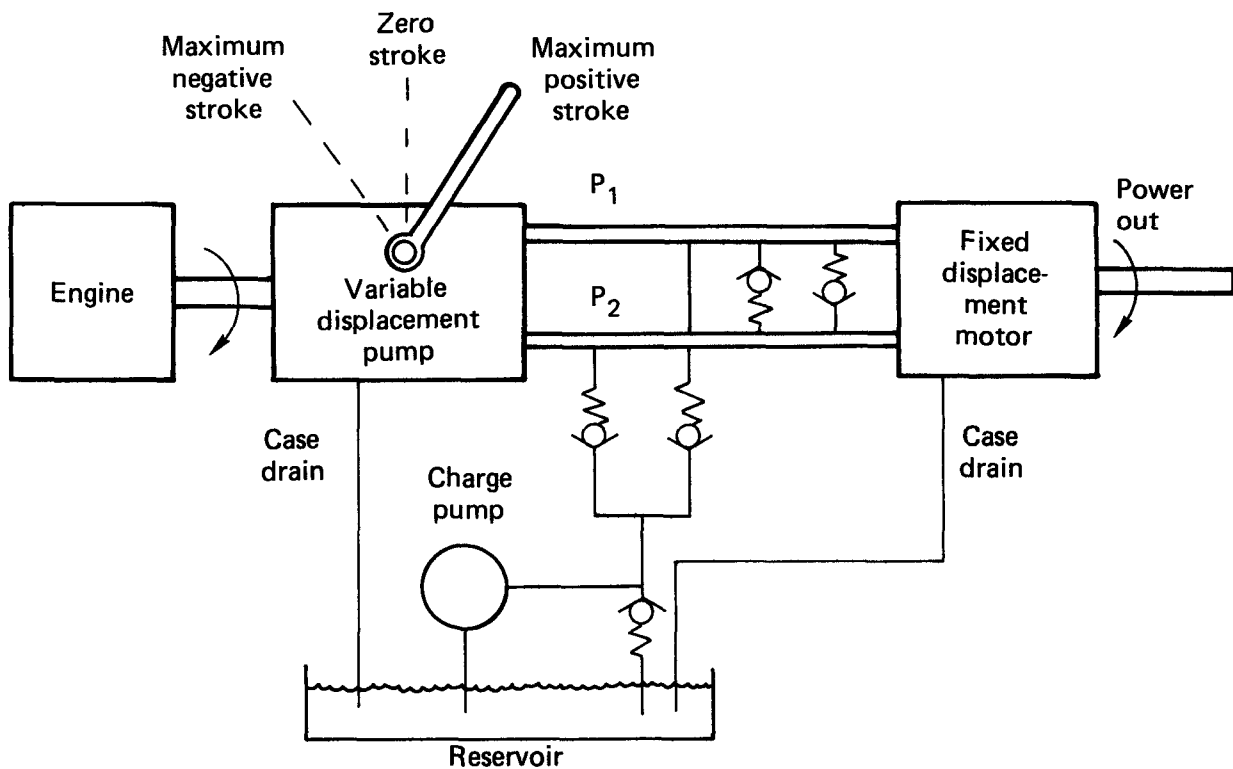 Maximum
negative
stroke
Zero
stroke
Maximum
positive
stroke
Engine
Variable
displacement
pump
P1
P2
Fixed
displace-
ment
motor
Power
out
Case
drain
Charge
pump
Case
drain
Reservoir